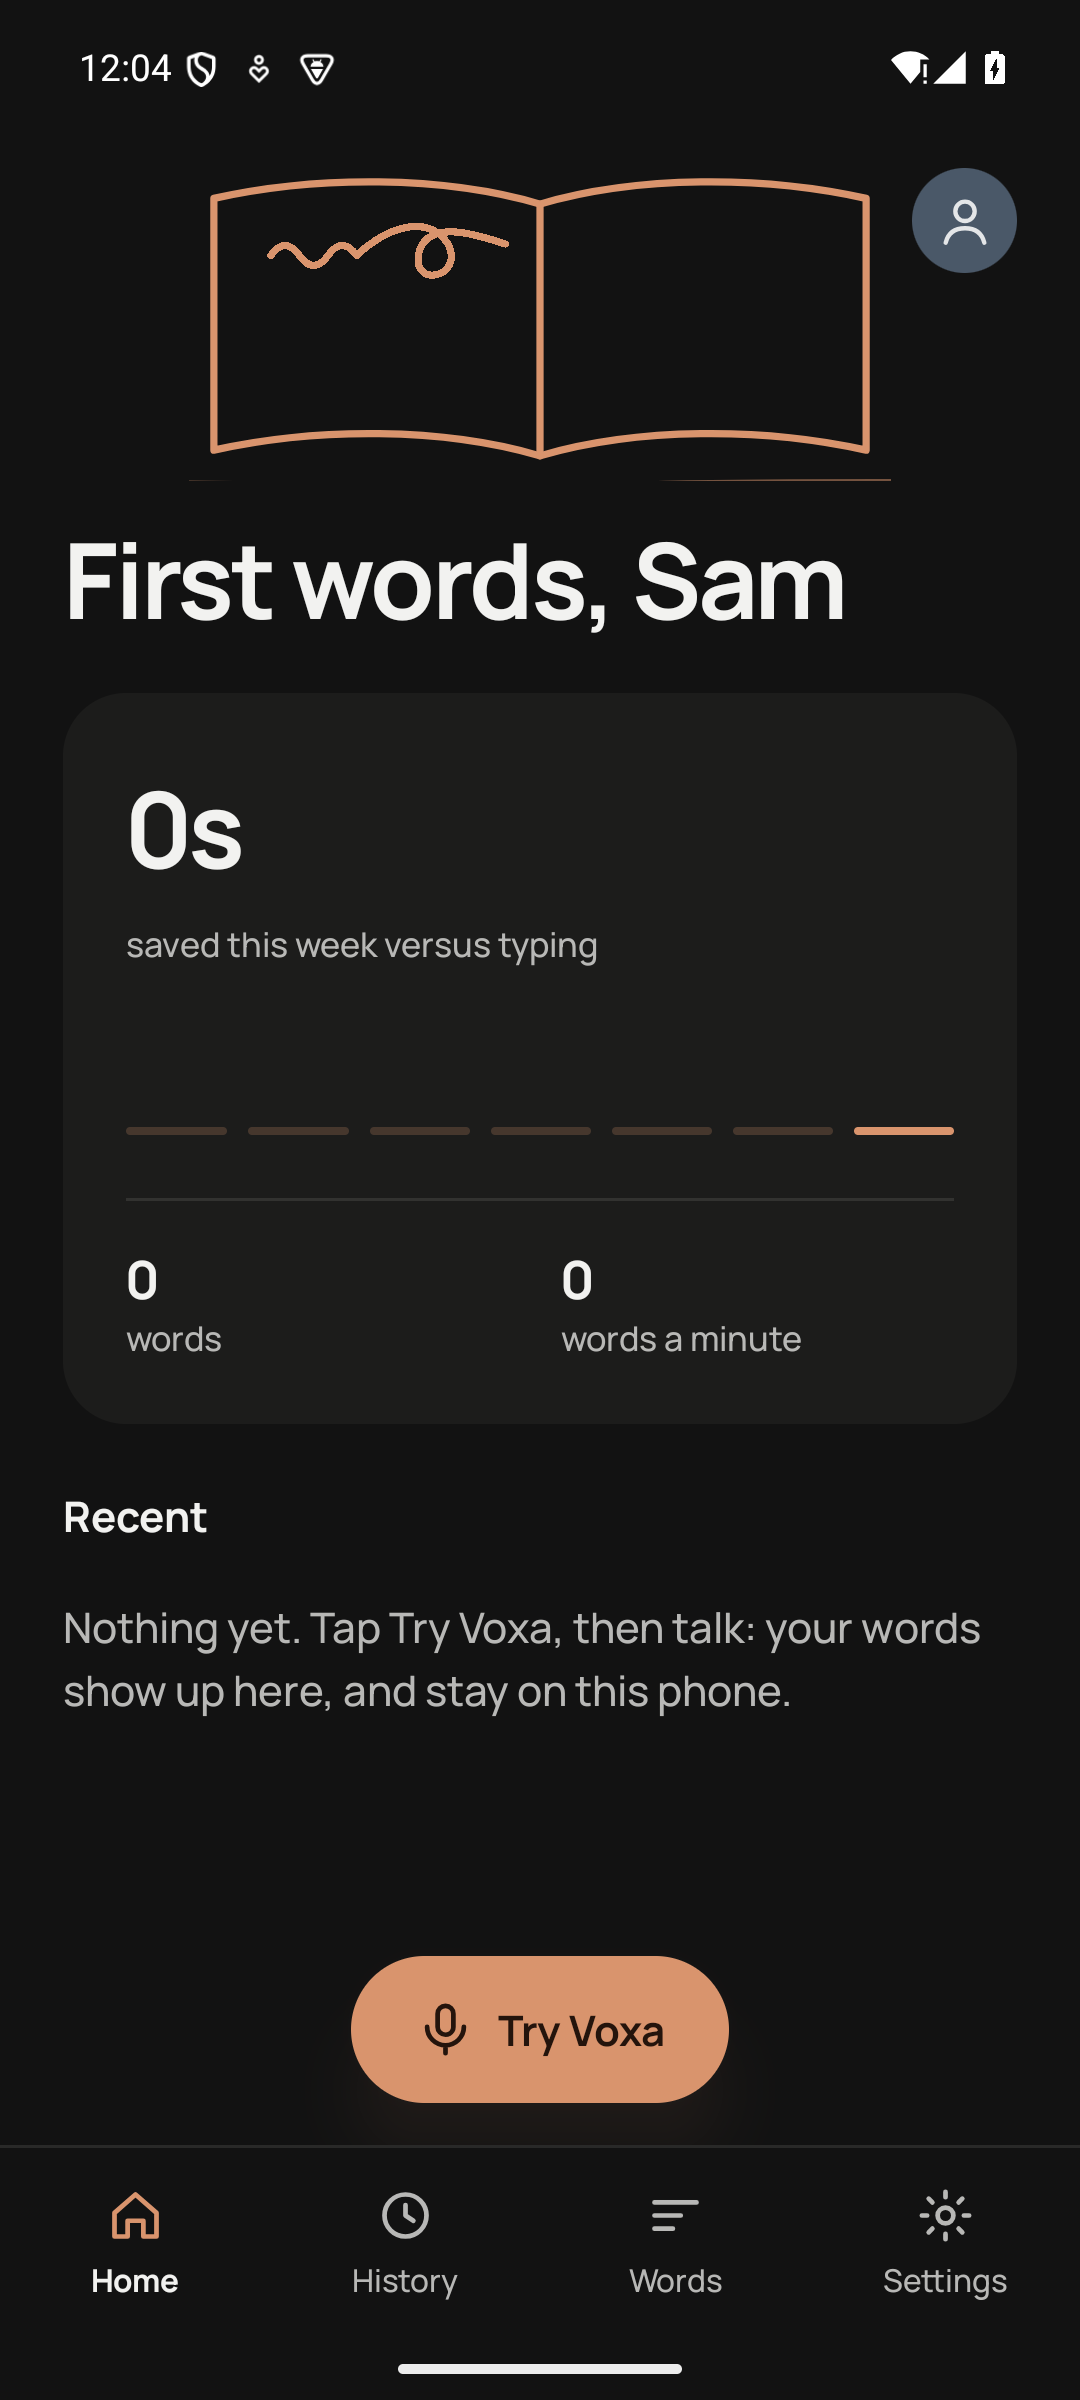 12:04
First words, Sam
0s
saved this week versus typing
0
words
0
words a minute
Recent
Nothing yet. Tap Try Voxa, then talk: your words
show up here, and stay on this phone.
Try Voxa
Home
History
Words
Settings